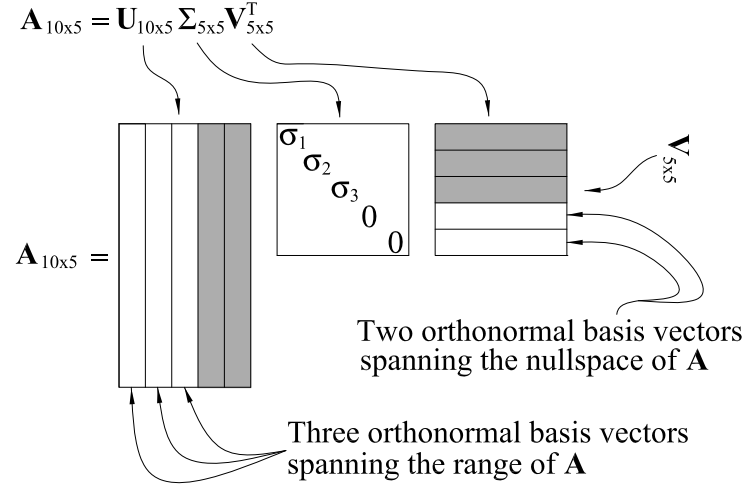 A10x5 = U10x5 Σ5x5 V^T5x5
σ1
σ2
σ3
0
0
V5x5
A10x5 =
Two orthonormal basis vectors
spanning the nullspace of A
Three orthonormal basis vectors
spanning the range of A